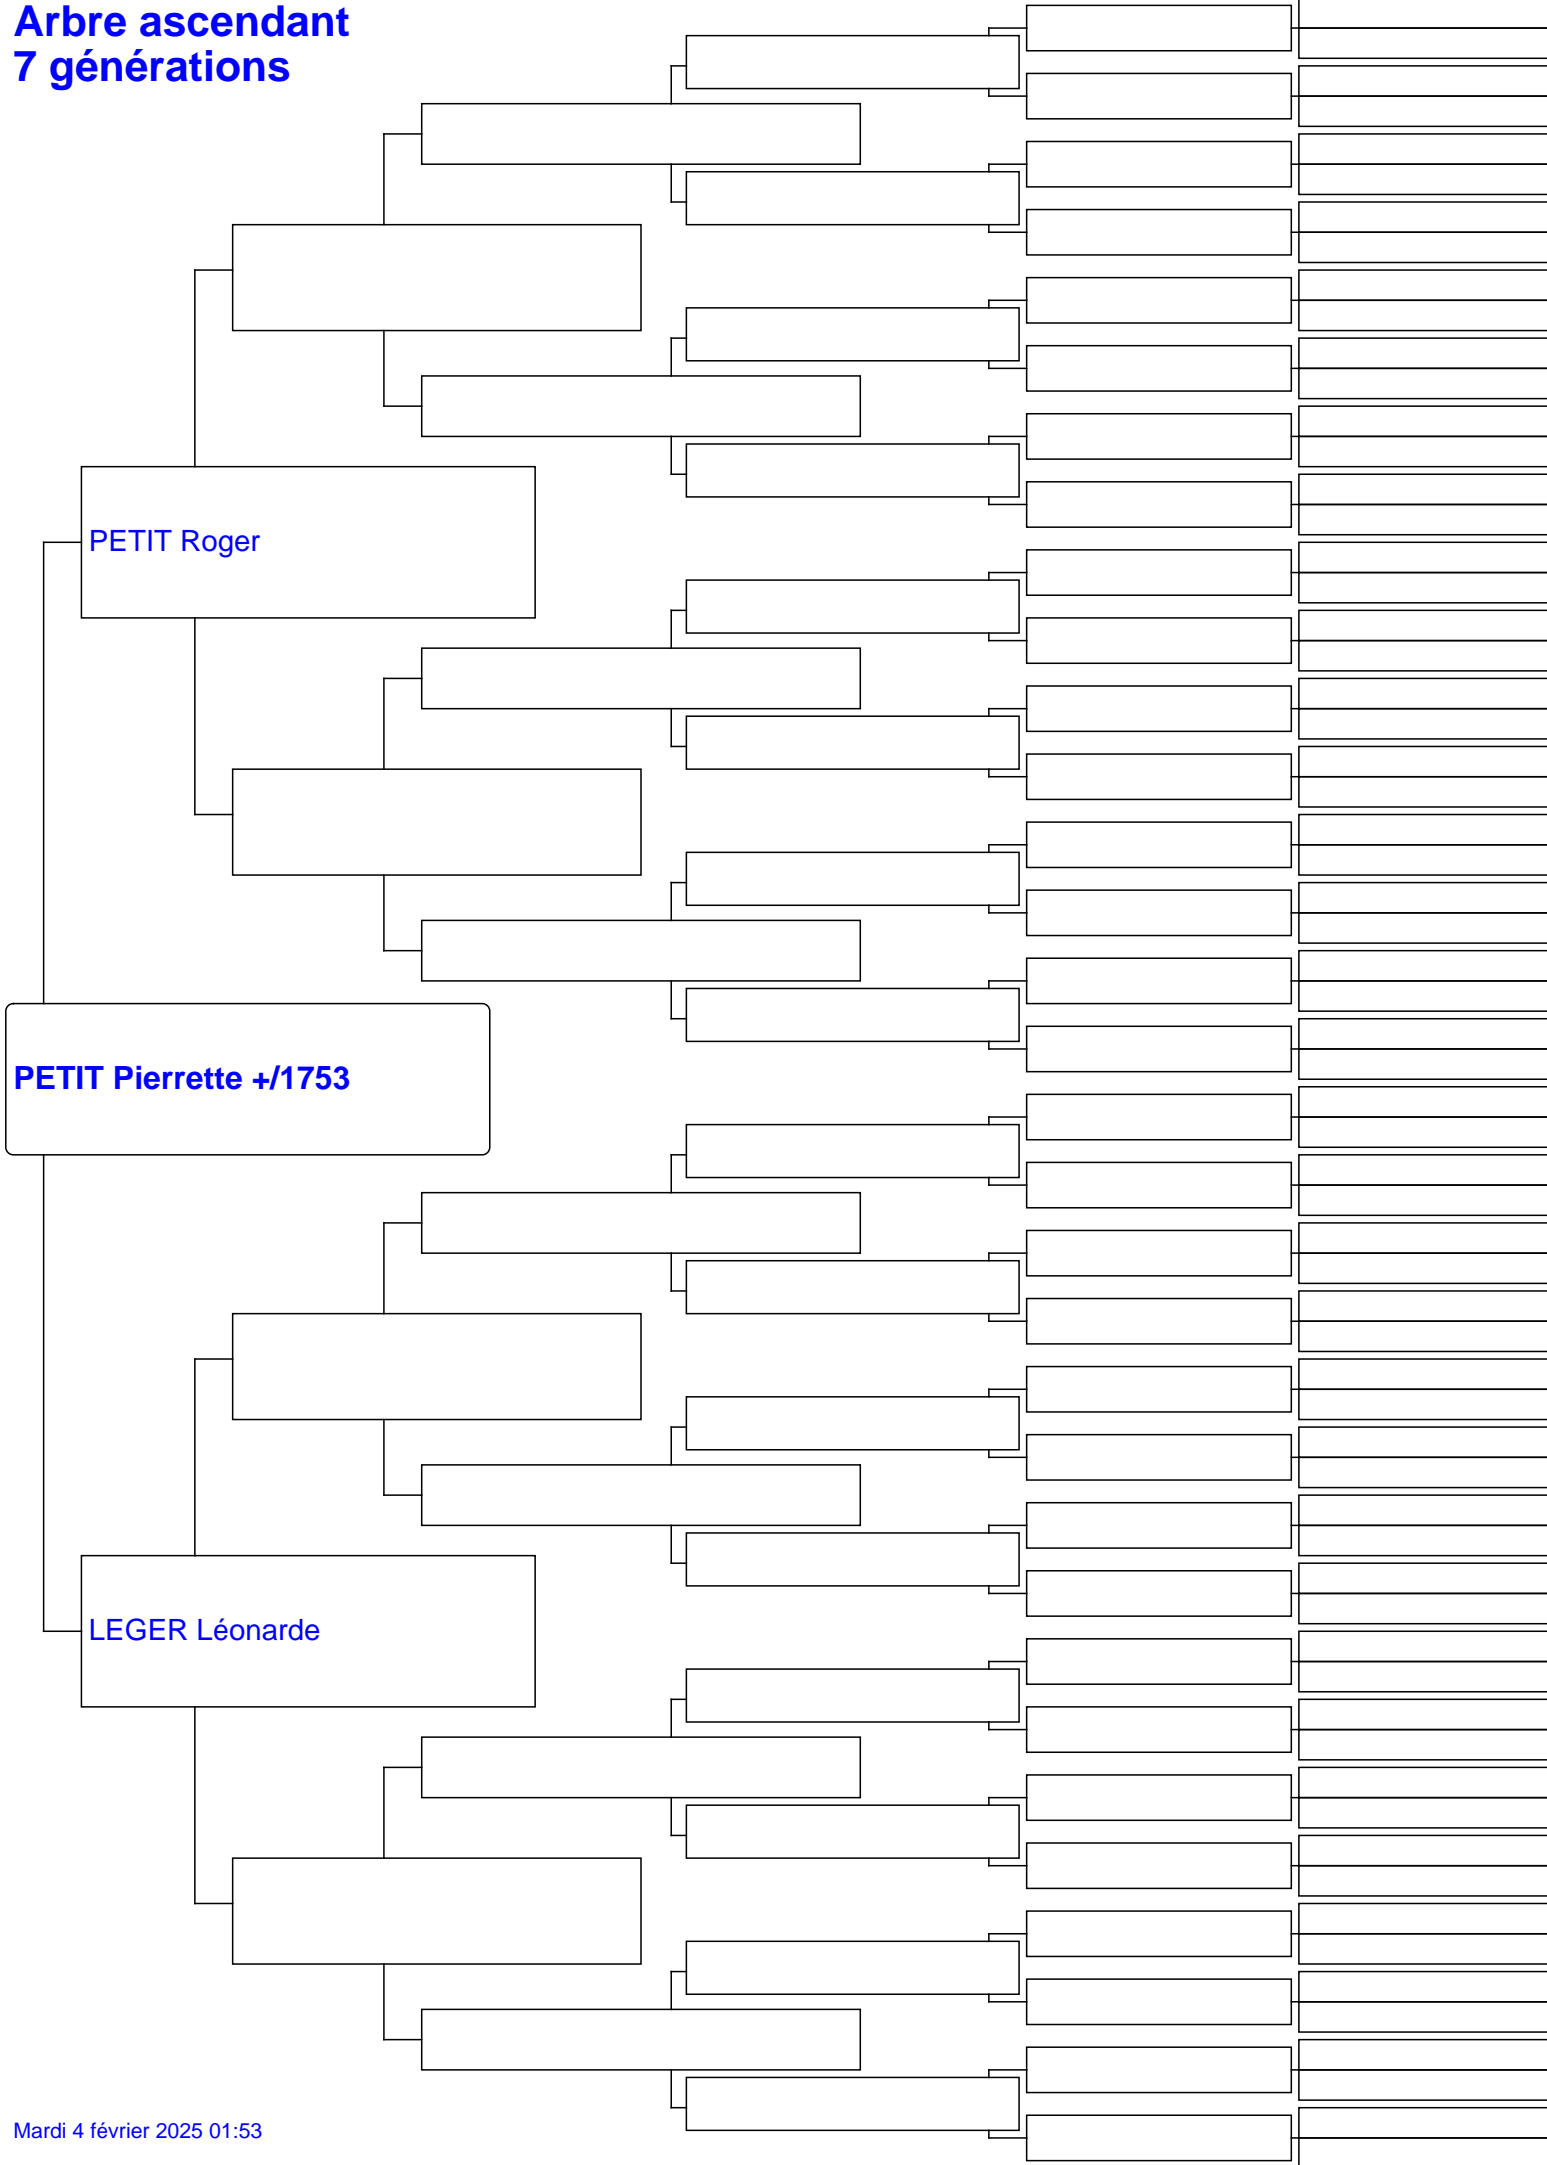 Arbre ascendant
7 générations
PETIT Roger
PETIT Pierrette +/1753
LEGER Léonarde
Mardi 4 février 2025 01:53